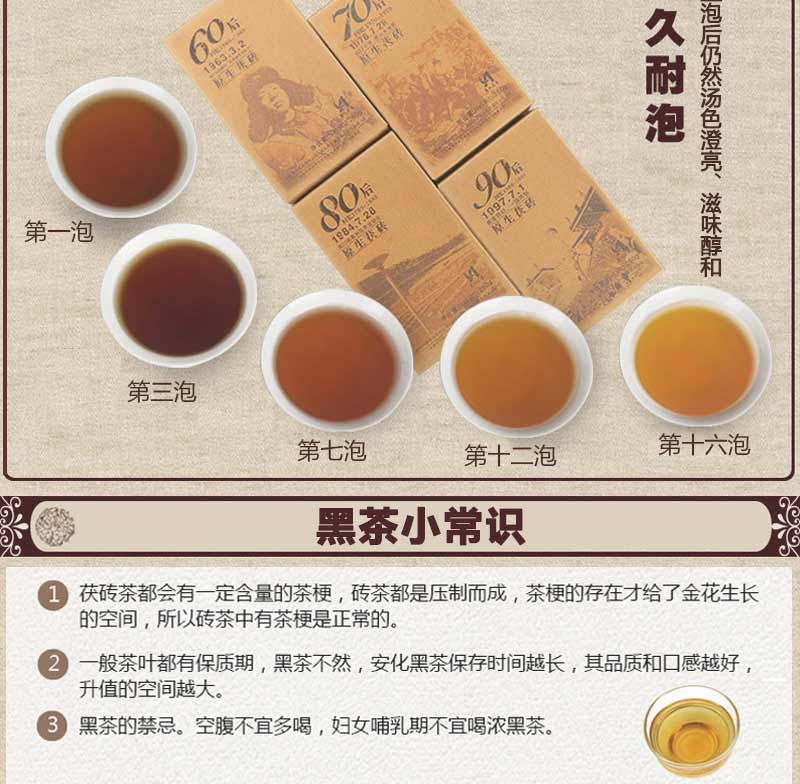 久耐泡
泡后仍然汤色澄亮、滋味醇和
60后
1963.3.2
原生茯砖
70后
1978.7.28
原生茯砖
80后
1984.7.28
原生茯砖
90后
1997.7.1
原生茯砖
第一泡
第三泡
第七泡
第十二泡
第十六泡
黑茶小常识
1 茯砖茶都会有一定含量的茶梗，砖茶都是压制而成，茶梗的存在才给了金花生长
的空间，所以砖茶中有茶梗是正常的。
2 一般茶叶都有保质期，黑茶不然，安化黑茶保存时间越长，其品质和口感越好，
升值的空间越大。
3 黑茶的禁忌。空腹不宜多喝，妇女哺乳期不宜喝浓黑茶。